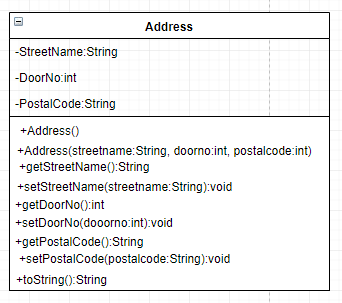 Address
-StreetName:String
-DoorNo:int
-PostalCode:String
+Address()
+Address(streetname:String, doorno:int, postalcode:int)
+getStreetName():String
+setStreetName(streetname:String):void
+getDoorNo():int
+setDoorNo(dooorno:int):void
+getPostalCode():String
+setPostalCode(postalcode:String):void
+toString():String